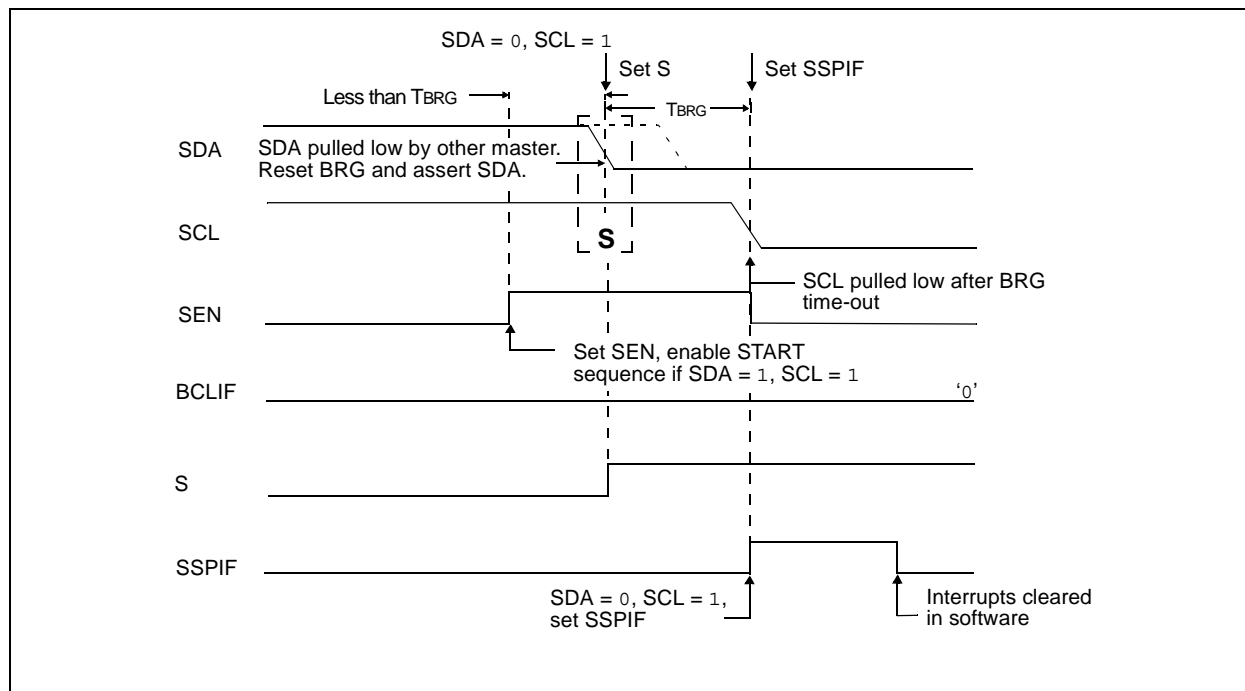 SDA = 0, SCL = 1
Set S
Set SSPIF
Less than TBRG
TBRG
SDA
SDA pulled low by other master.
Reset BRG and assert SDA.
SCL
S
SCL pulled low after BRG
time-out
SEN
Set SEN, enable START
sequence if SDA = 1, SCL = 1
BCLIF
‘0’
S
SSPIF
SDA = 0, SCL = 1,
set SSPIF
Interrupts cleared
in software